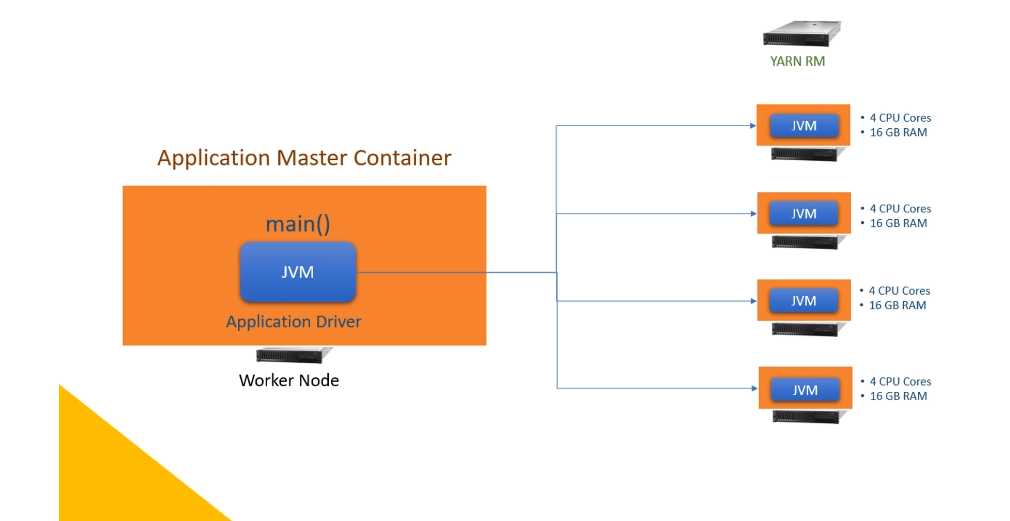 YARN RM
Application Master Container
main()
JVM
Application Driver
Worker Node
JVM
• 4 CPU Cores
• 16 GB RAM
JVM
• 4 CPU Cores
• 16 GB RAM
JVM
• 4 CPU Cores
• 16 GB RAM
JVM
• 4 CPU Cores
• 16 GB RAM